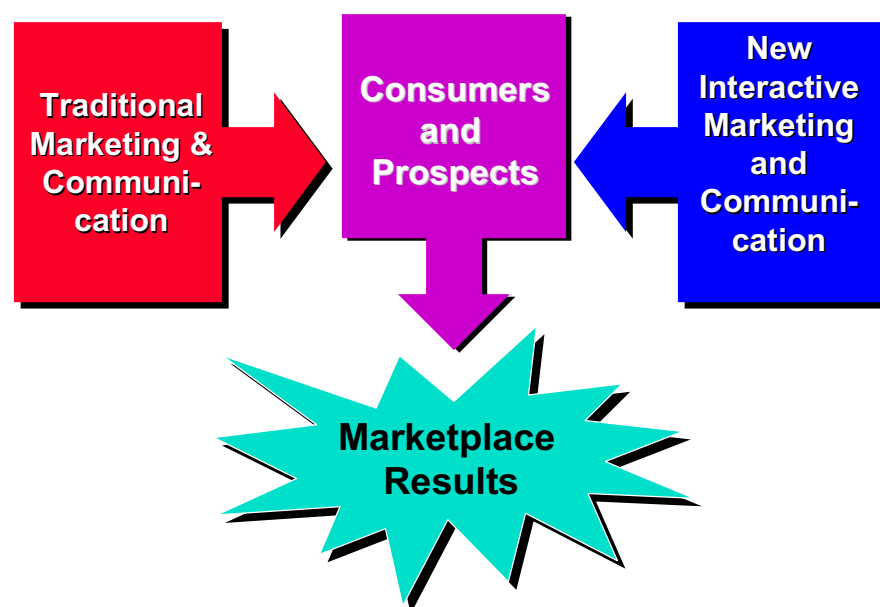 Traditional
Marketing &
Communi-
cation
Consumers
and
Prospects
New
Interactive
Marketing
and
Communi-
cation
Marketplace
Results